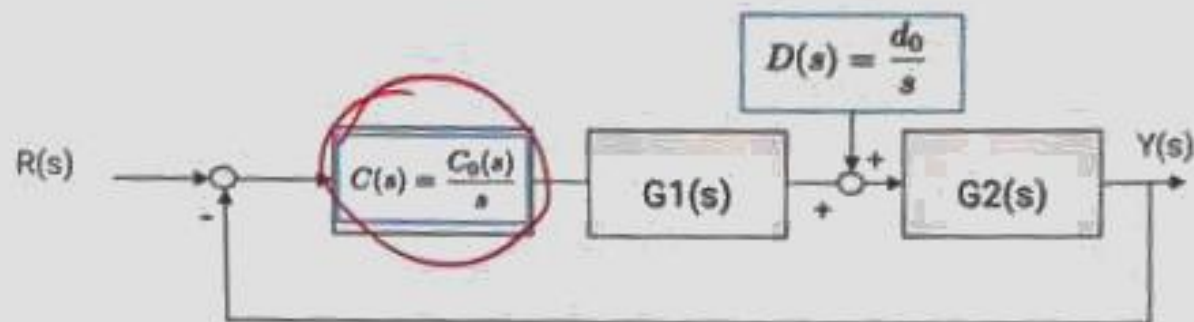 D(s) = d₀/s
R(s)
C(s) = C₀(s)/s
G1(s)
G2(s)
Y(s)
+
+
-